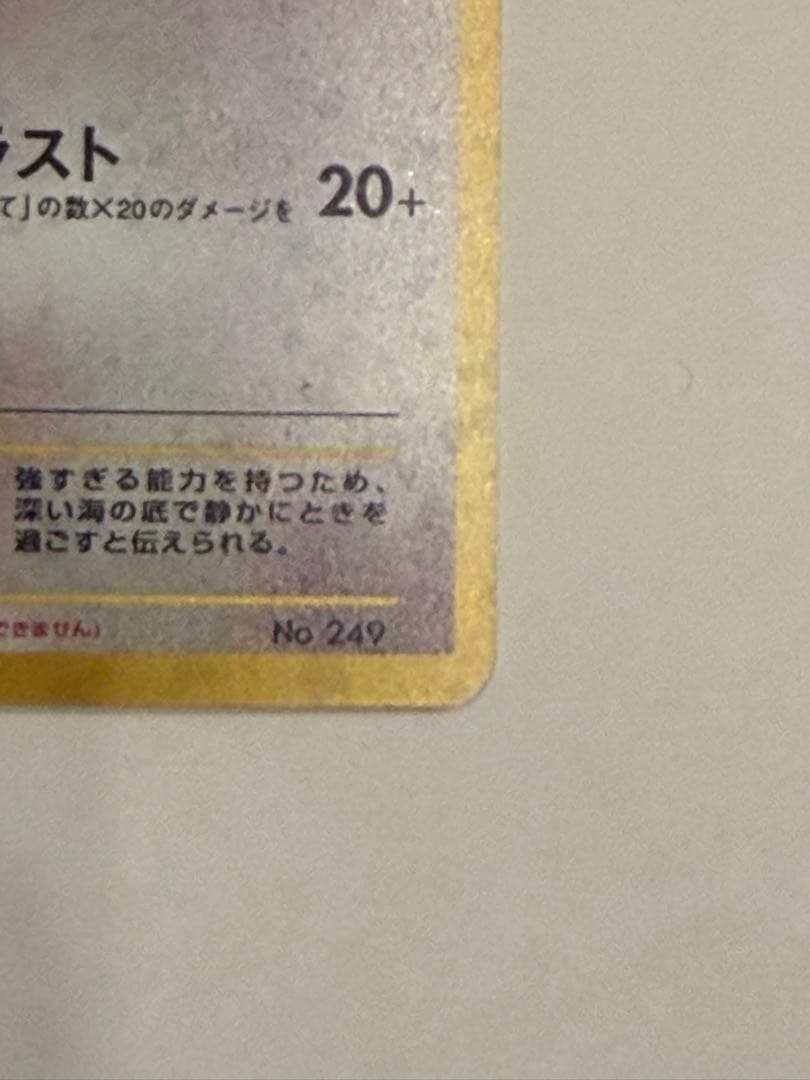 ラスト
て」の数×20のダメージを 20+
強すぎる能力を持つため、
深い海の底で静かにときを
過ごすと伝えられる。
できません)
No 249